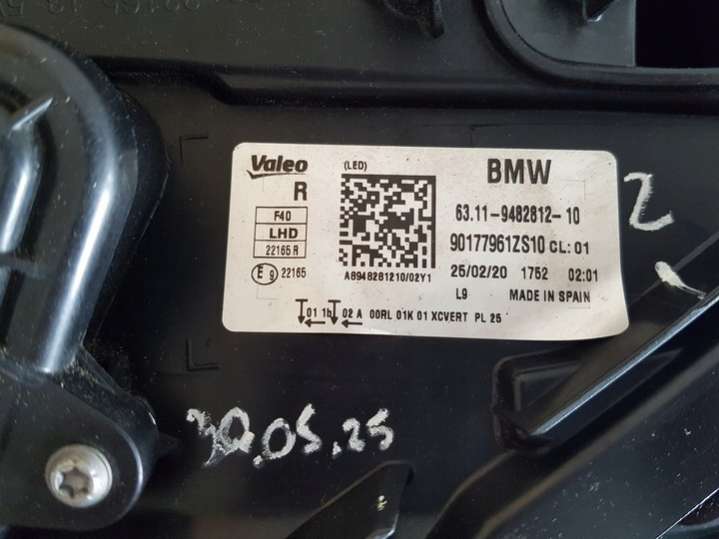 Valeo
(LED)
BMW
R
F40
LHD
22165 R
E 9 22165
A8948281210/02Y1
63.11-9482812-10
90177961ZS10 CL:01
25/02/20 1752 02:01
L9 MADE IN SPAIN
01 1b 02 A 00RL 01K 01 XCVERT PL 25
2
30.05.25